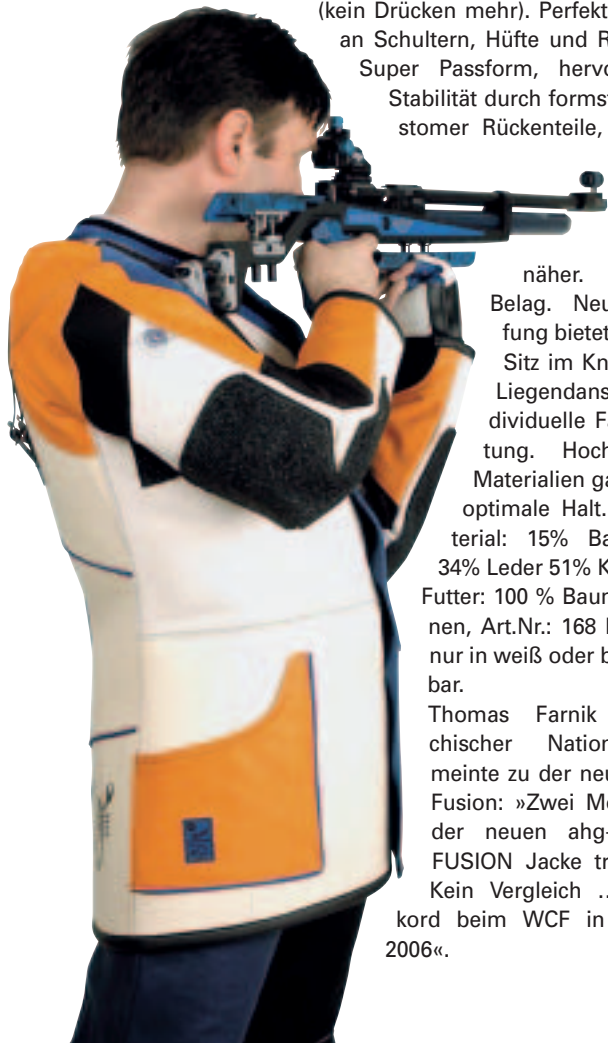 (kein Drücken mehr). Perfekt
an Schultern, Hüfte und R
Super Passform, hervo
Stabilität durch formst
stomer Rückenteile,
näher.
Belag. Neu
fung bietet
Sitz im Kn
Liegendans
dividuelle Fa
tung. Hoch
Materialien ga
optimale Halt.
terial: 15% Ba
34% Leder 51% K
Futter: 100 % Baum
nen, Art.Nr.: 168 
nur in weiß oder b
bar.
Thomas Farnik
chischer Nation
meinte zu der neu
Fusion: »Zwei Mo
der neuen ahg-
FUSION Jacke tr
Kein Vergleich ..
kord beim WCF in
2006«.